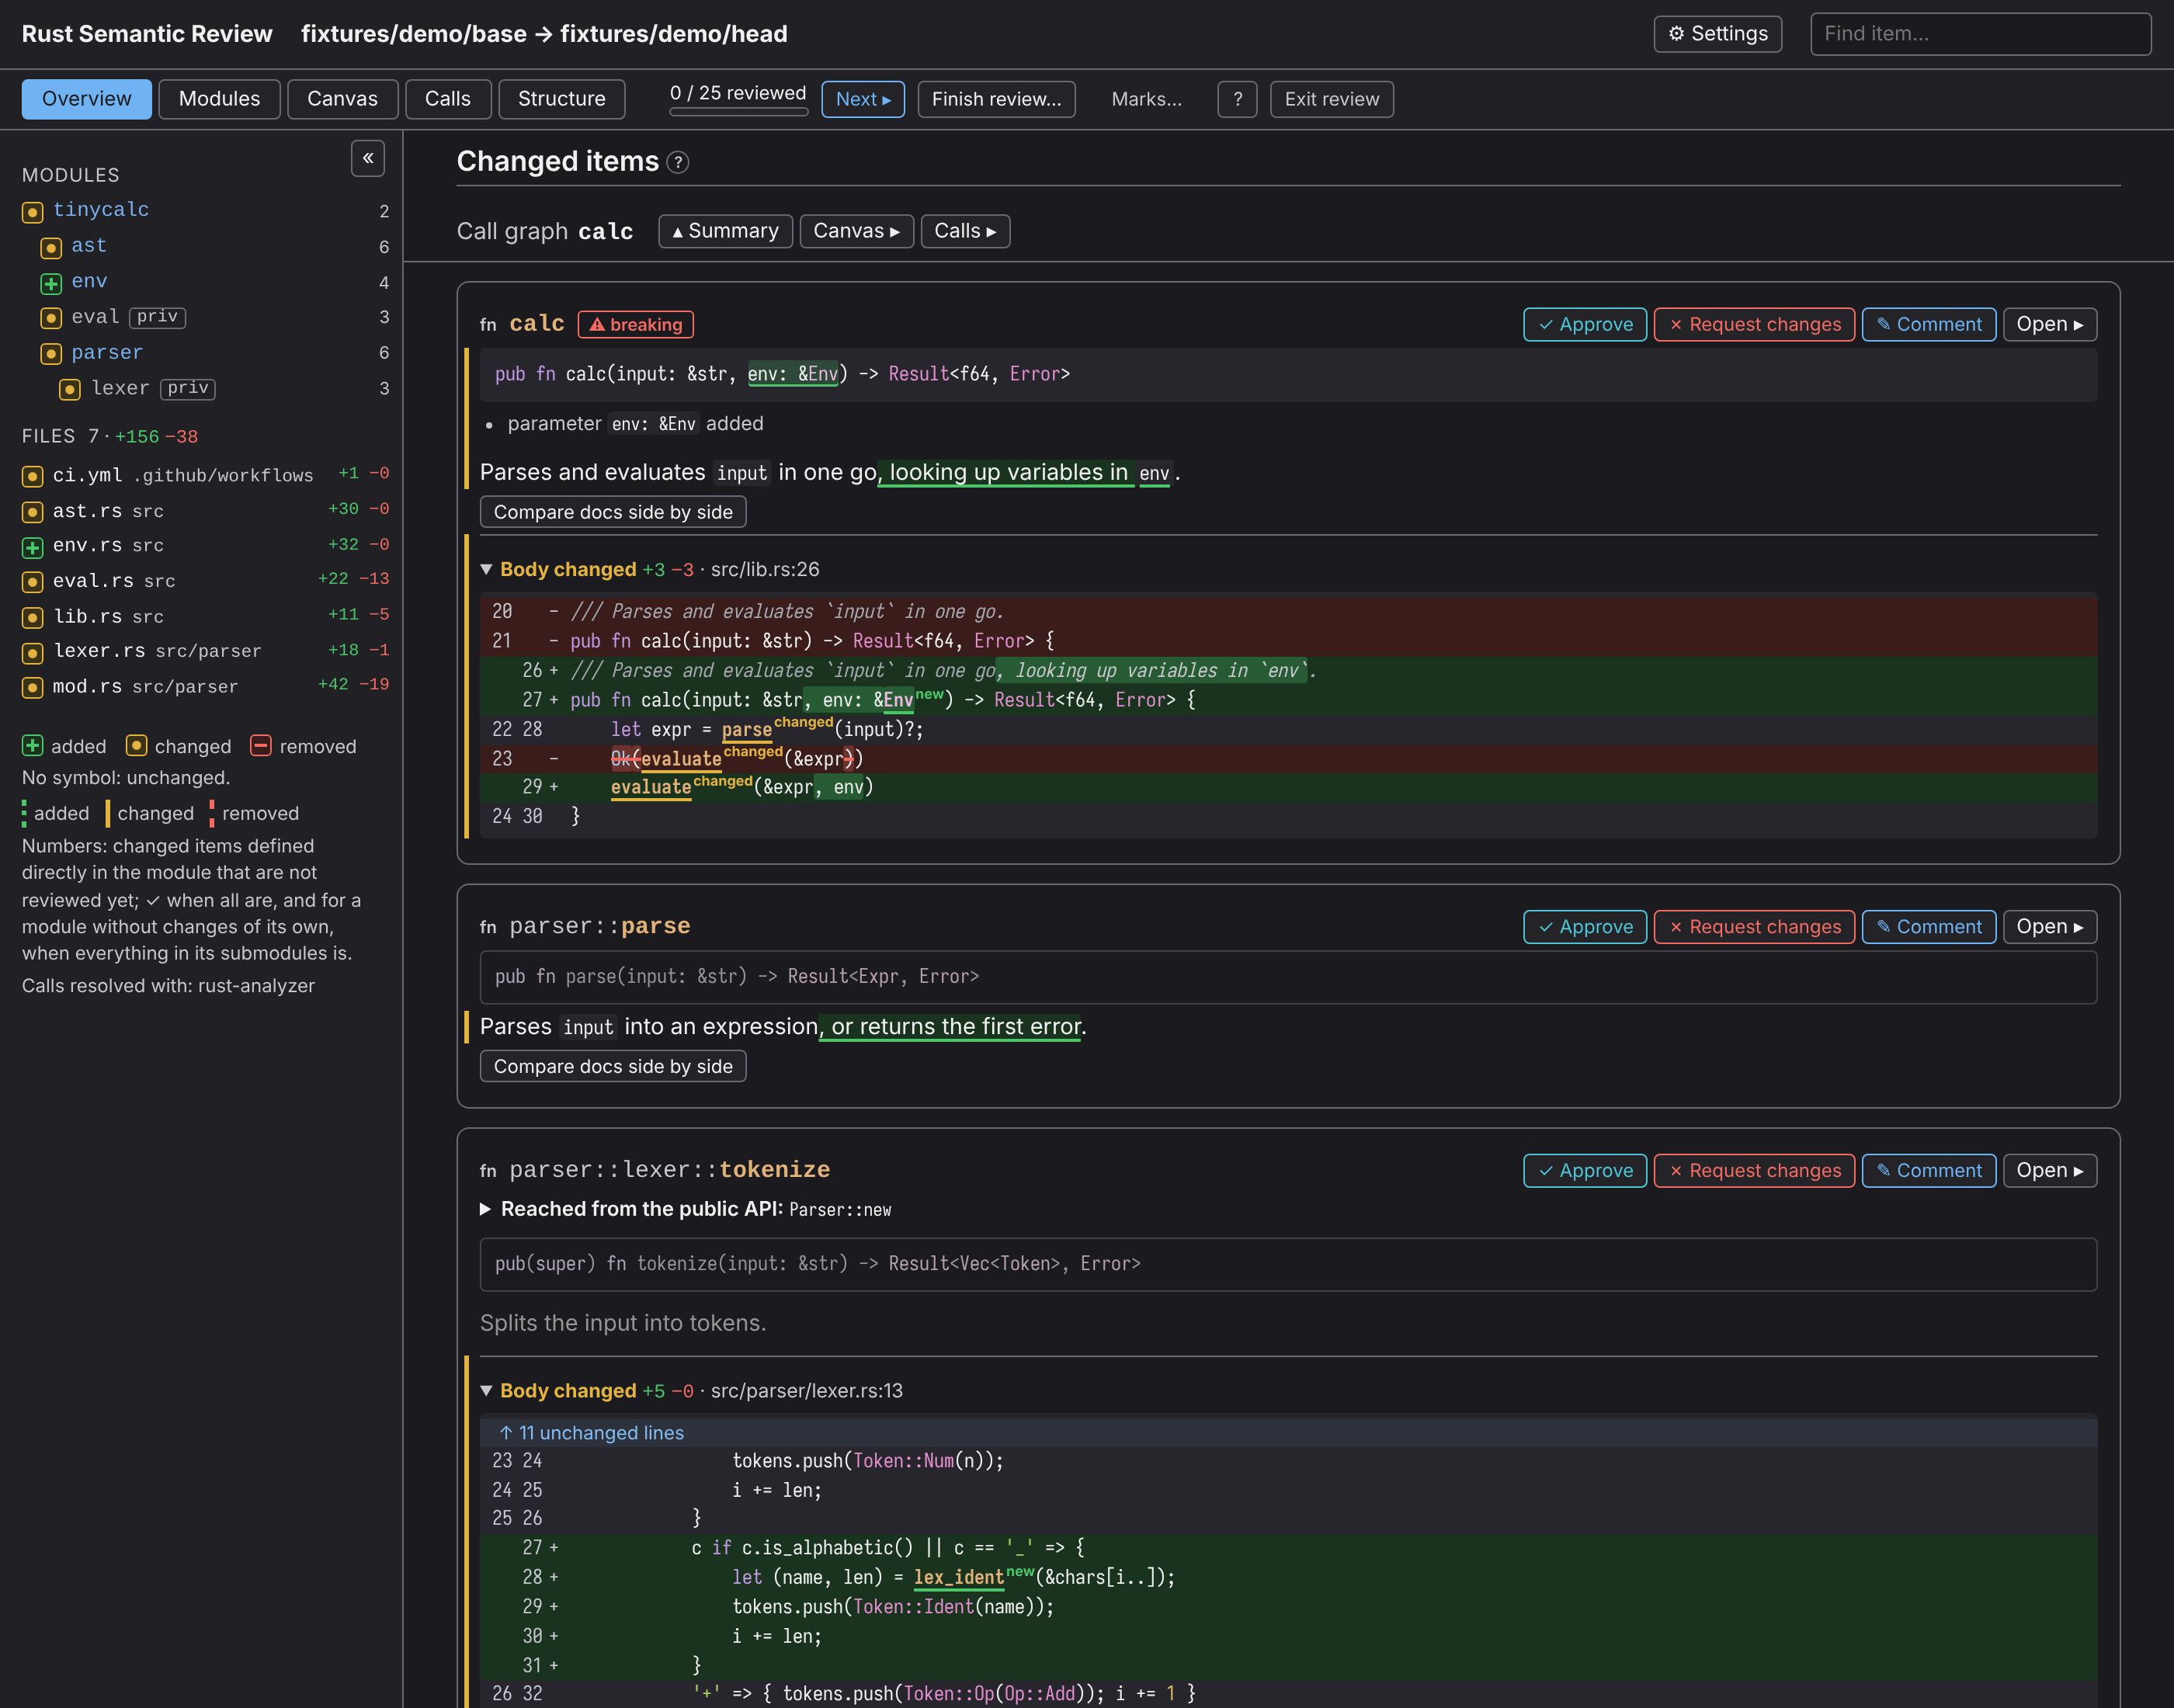 Rust Semantic Review fixtures/demo/base → fixtures/demo/head ⚙ Settings Find item...
Overview Modules Canvas Calls Structure 0 / 25 reviewed Next ▸ Finish review... Marks... ? Exit review
«
MODULES
tinycalc 2
ast 6
env 4
eval priv 3
parser 6
lexer priv 3
FILES 7 · +156 −38
ci.yml .github/workflows +1 −0
ast.rs src +30 −0
env.rs src +32 −0
eval.rs src +22 −13
lib.rs src +11 −5
lexer.rs src/parser +18 −1
mod.rs src/parser +42 −19
added changed removed
No symbol: unchanged.
added changed removed
Numbers: changed items defined
directly in the module that are not
reviewed yet; ✓ when all are, and for a
module without changes of its own,
when everything in its submodules is.
Calls resolved with: rust-analyzer
Changed items ?
Call graph calc ▴ Summary Canvas ▸ Calls ▸
fn calc ⚠ breaking ✓ Approve × Request changes ✎ Comment Open ▸
pub fn calc(input: &str, env: &Env) -> Result<f64, Error>
• parameter env: &Env added
Parses and evaluates input in one go, looking up variables in env.
Compare docs side by side
▼ Body changed +3 −3 · src/lib.rs:26
20 − /// Parses and evaluates `input` in one go.
21 − pub fn calc(input: &str) -> Result<f64, Error> {
26 + /// Parses and evaluates `input` in one go, looking up variables in `env`.
27 + pub fn calc(input: &str, env: &Env new) -> Result<f64, Error> {
22 28 let expr = parse changed(input)?;
23 − Ok(evaluate changed(&expr))
29 + evaluate changed(&expr, env)
24 30 }
fn parser::parse ✓ Approve × Request changes ✎ Comment Open ▸
pub fn parse(input: &str) -> Result<Expr, Error>
Parses input into an expression, or returns the first error.
Compare docs side by side
fn parser::lexer::tokenize ✓ Approve × Request changes ✎ Comment Open ▸
▶ Reached from the public API: Parser::new
pub(super) fn tokenize(input: &str) -> Result<Vec<Token>, Error>
Splits the input into tokens.
▼ Body changed +5 −0 · src/parser/lexer.rs:13
↑ 11 unchanged lines
23 24 tokens.push(Token::Num(n));
24 25 i += len;
25 26 }
27 + c if c.is_alphabetic() || c == '_' => {
28 + let (name, len) = lex_ident new(&chars[i..]);
29 + tokens.push(Token::Ident(name));
30 + i += len;
31 + }
26 32 '+' => { tokens.push(Token::Op(Op::Add)); i += 1 }